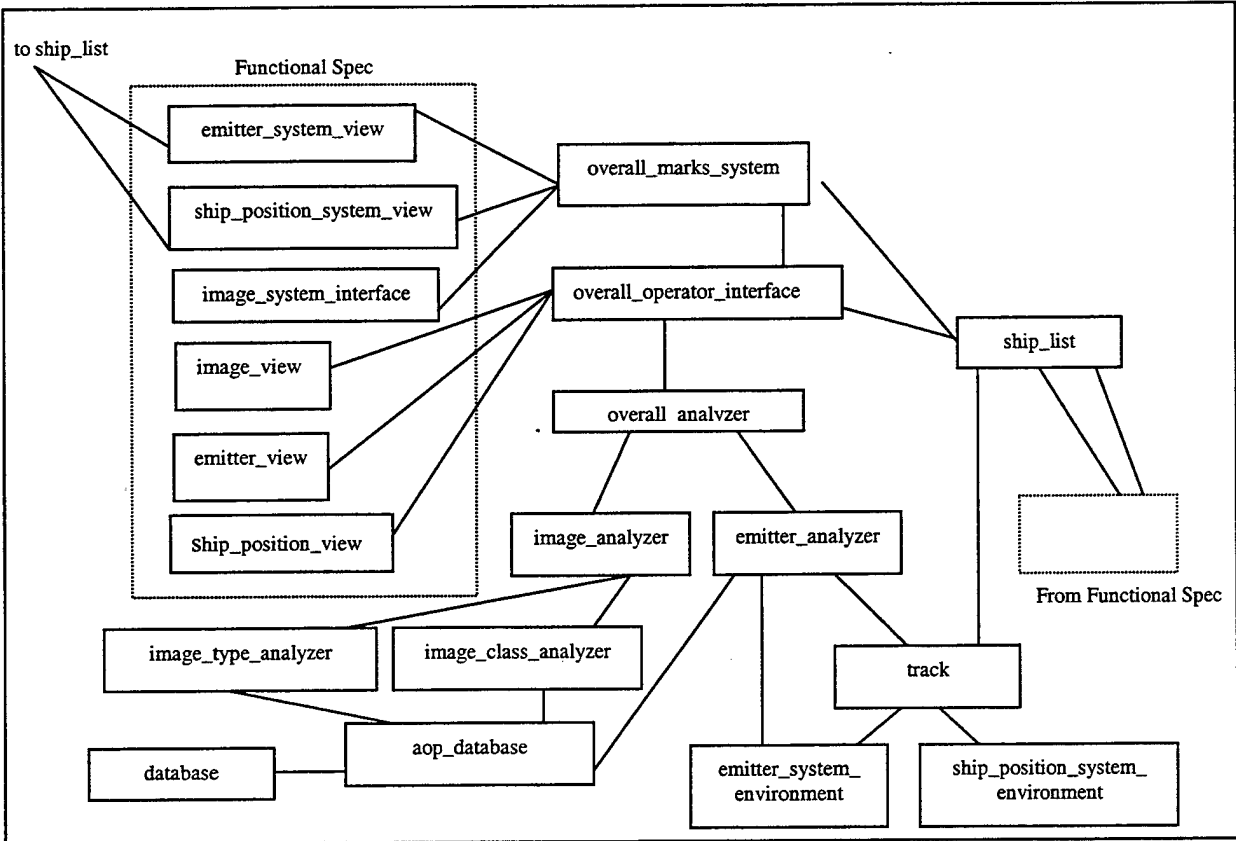 to ship_list
Functional Spec
emitter_system_view
overall_marks_system
ship_position_system_view
image_system_interface
overall_operator_interface
ship_list
image_view
overall analyzer
emitter_view
image_analyzer
emitter_analyzer
Ship_position_view
From Functional Spec
image_type_analyzer
image_class_analyzer
track
aop_database
database
emitter_system_
environment
ship_position_system_
environment